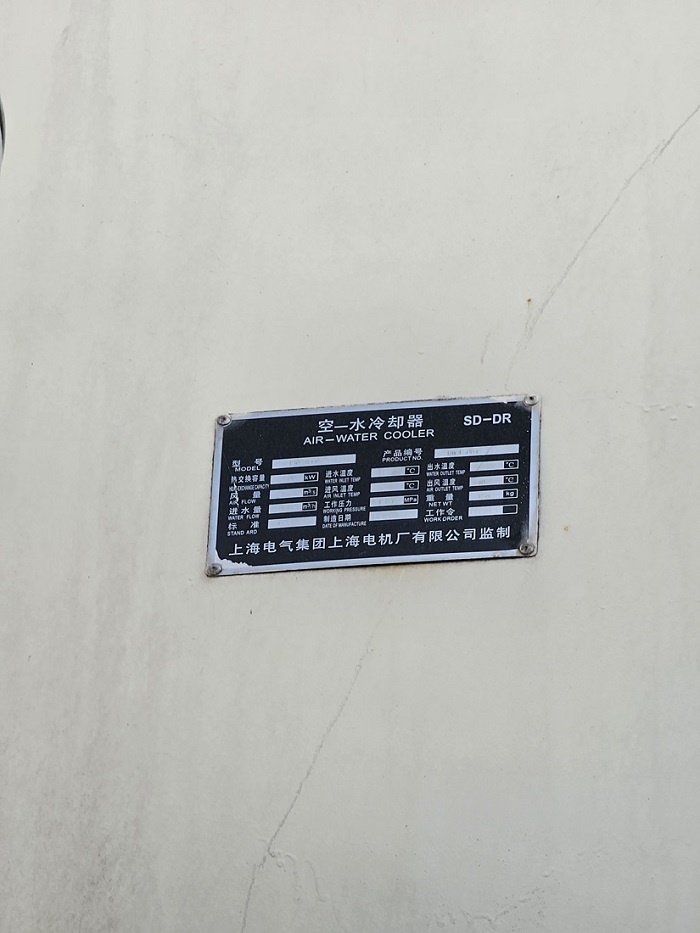 空—水冷却器 SD-DR
AIR-WATER COOLER
型号 产品编号
MODEL PRODUCT NO.
热交换容量 kW 进水温度 ℃ 出水温度 ℃
HEAT EXCHANGE CAPACITY WATER INLET TEMP WATER OUTLET TEMP
风量 m³/s 进风温度 ℃ 出风温度 ℃
AIR FLOW AIR INLET TEMP AIR OUTLET TEMP
进水量 m³/h 工作压力 MPa 重量 kg
WATER FLOW WORKING PRESSURE NET WT
标准 制造日期 工作令
STAND ARD DATE OF MANUFACTURE WORK ORDER
上海电气集团上海电机厂有限公司监制